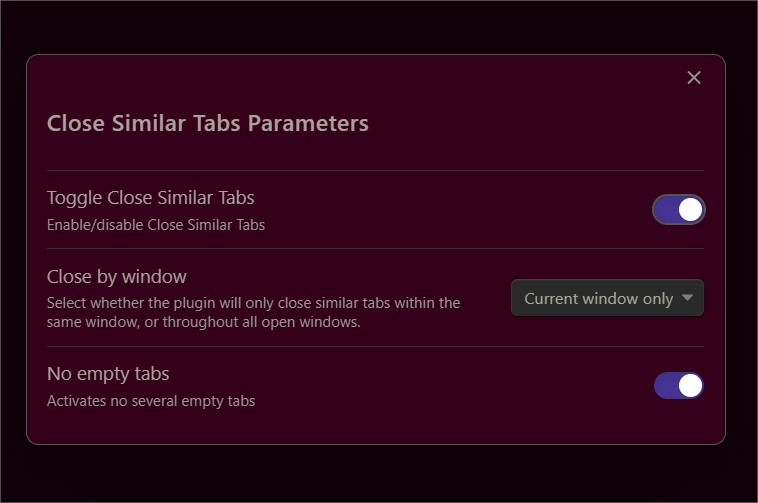 Close Similar Tabs Parameters
Toggle Close Similar Tabs
Enable/disable Close Similar Tabs
Close by window
Select whether the plugin will only close similar tabs within the
same window, or throughout all open windows.
Current window only
No empty tabs
Activates no several empty tabs